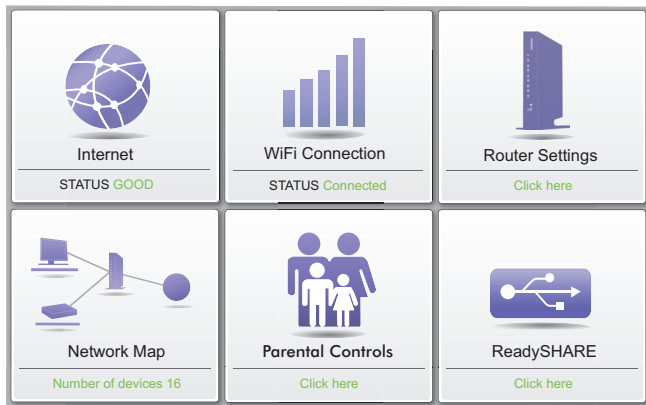 Internet
STATUS GOOD
WiFi Connection
STATUS Connected
Router Settings
Click here
Network Map
Number of devices 16
Parental Controls
Click here
ReadySHARE
Click here